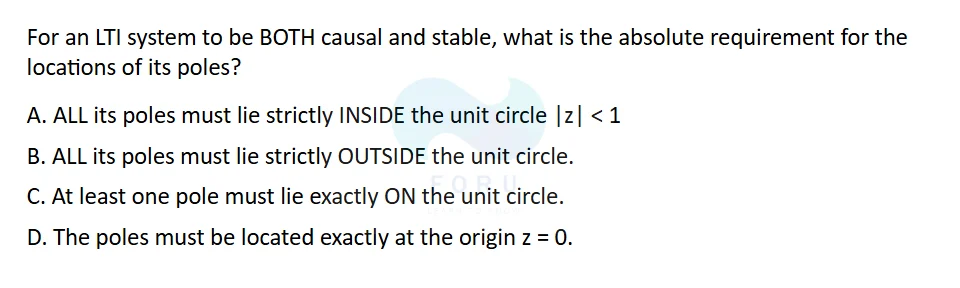 For an LTI system to be BOTH causal and stable, what is the absolute requirement for the
locations of its poles?
A. ALL its poles must lie strictly INSIDE the unit circle |z| < 1
B. ALL its poles must lie strictly OUTSIDE the unit circle.
FORU
C. At least one pole must lie exactly ON the unit circle.
D. The poles must be located exactly at the origin z = 0.